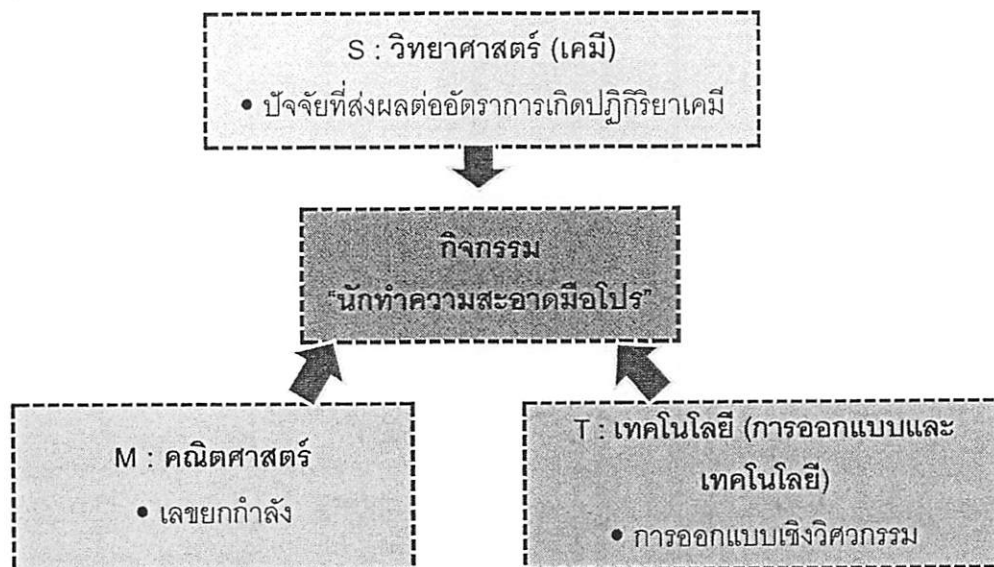 S : วิทยาศาสตร์ (เคมี)
• ปัจจัยที่ส่งผลต่ออัตราการเกิดปฏิกิริยาเคมี
กิจกรรม
"นักทำความสะอาดมือโปร"
M : คณิตศาสตร์
• เลขยกกำลัง
T : เทคโนโลยี (การออกแบบและ
เทคโนโลยี)
• การออกแบบเชิงวิศวกรรม